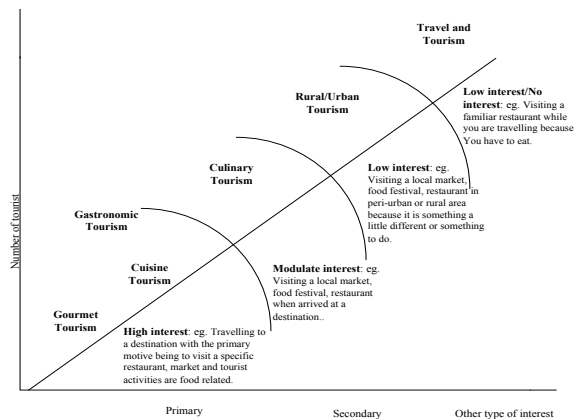 Travel and
Tourism
Rural/Urban
Tourism
Low interest/No
interest: eg. Visiting a
familiar restaurant while
you are travelling because
You have to eat.
Culinary
Tourism
Low interest: eg.
Visiting a local market,
food festival, restaurant in
peri-urban or rural area
because it is something a
little different or something
to do.
Gastronomic
Tourism
Number of tourist
Cuisine
Tourism
Modulate interest: eg.
Visiting a local market,
food festival, restaurant
when arrived at a
destination..
Gourmet
Tourism
High interest: eg. Travelling to
a destination with the primary
motive being to visit a specific
restaurant, market and tourist
activities are food related.
Primary
Secondary
Other type of interest